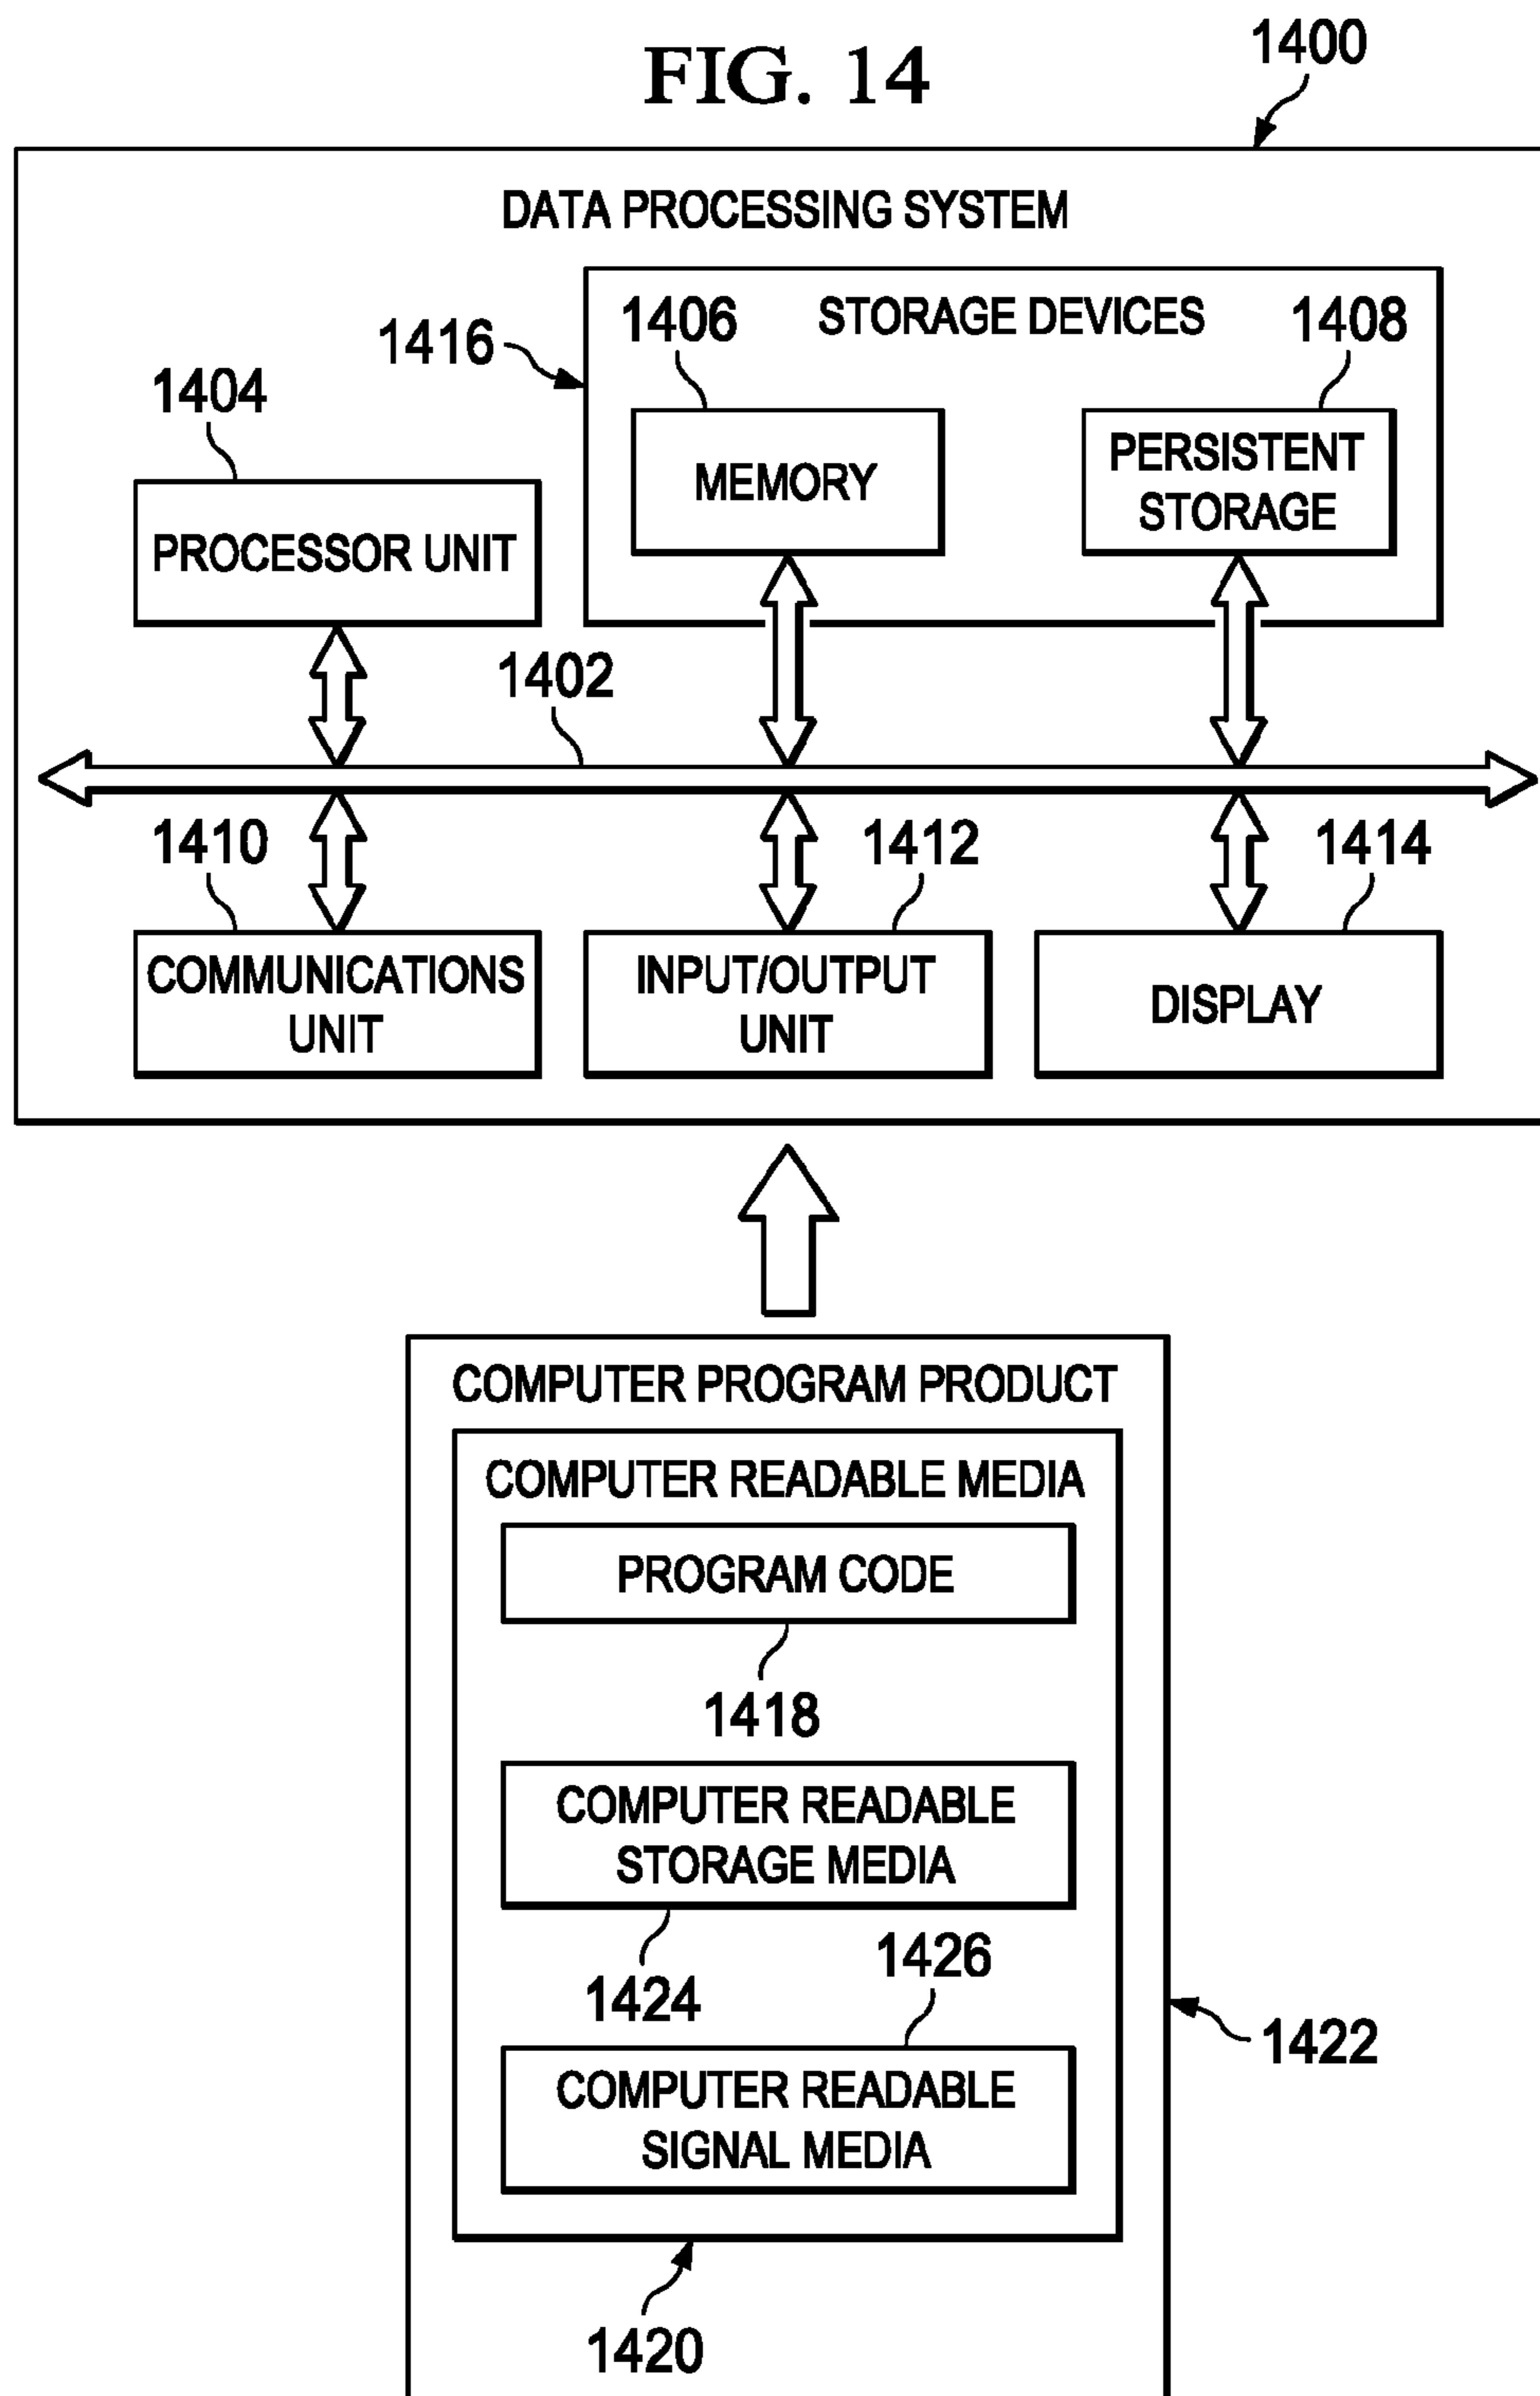 FIG. 14
1400
DATA PROCESSING SYSTEM
1416
1406
STORAGE DEVICES
1408
1404
MEMORY
PERSISTENT
STORAGE
PROCESSOR UNIT
1402
1410
1412
1414
COMMUNICATIONS
UNIT
INPUT/OUTPUT
UNIT
DISPLAY
COMPUTER PROGRAM PRODUCT
COMPUTER READABLE MEDIA
PROGRAM CODE
1418
COMPUTER READABLE
STORAGE MEDIA
1424
1426
COMPUTER READABLE
SIGNAL MEDIA
1422
1420